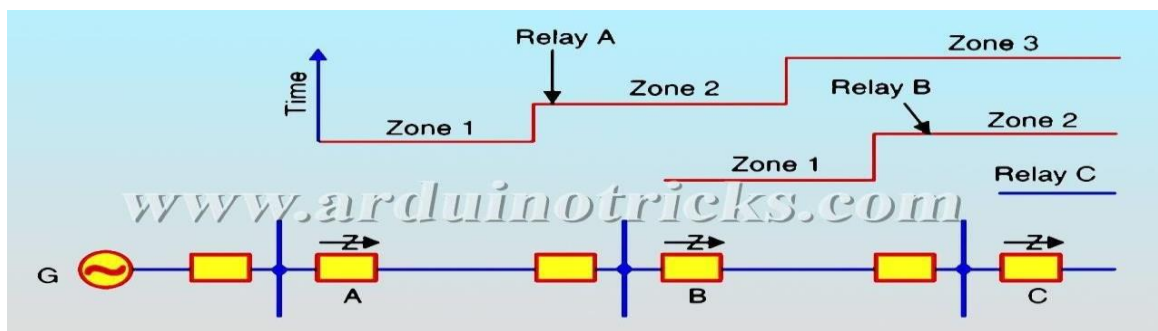 Relay A
Zone 3
Time
Zone 2
Relay B
Zone 1
Zone 2
Zone 1
Relay C
www.arduinotricks.com
Z
Z
Z
G
A
B
C